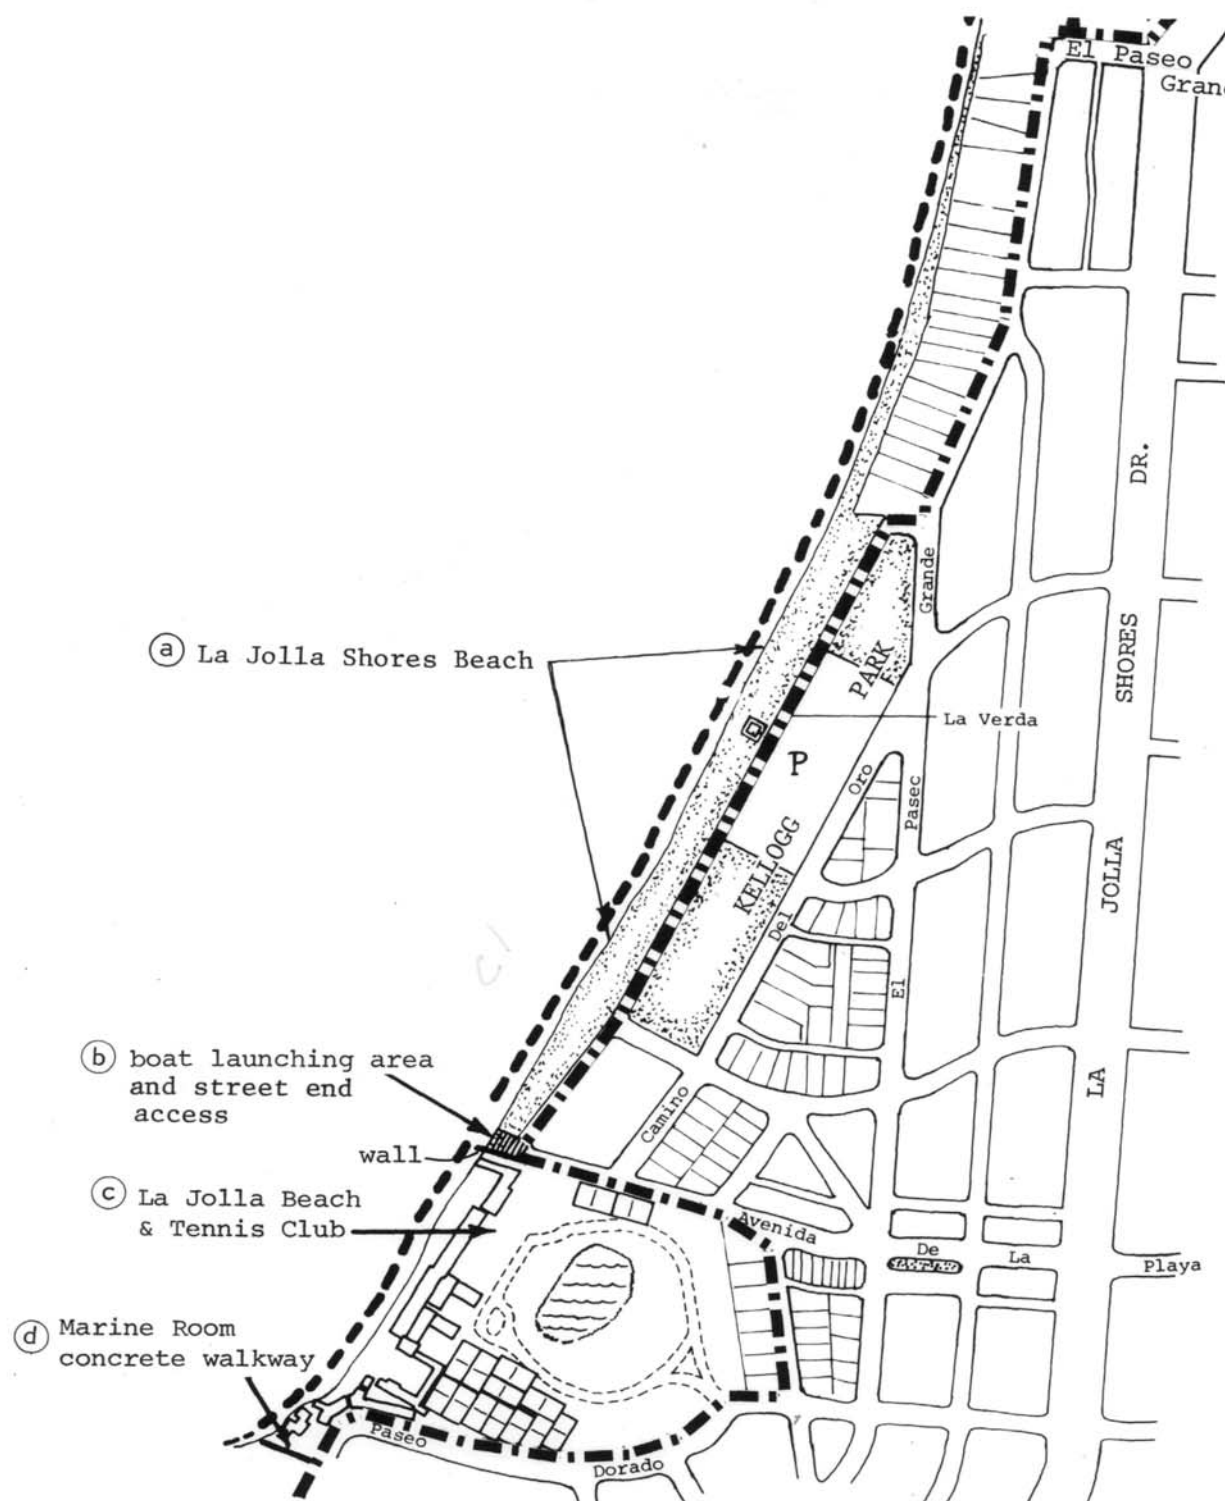 El Paseo
Gran
DR.
SHORES
JOLLA
LA
Grande
PARK
ⓐ La Jolla Shores Beach
La Verda
P
Oro
Pasec
KELLOGG
Del
El
ⓑ boat launching area
and street end
access
Camino
wall
ⓒ La Jolla Beach
& Tennis Club
Avenida
De
La
Playa
ⓓ Marine Room
concrete walkway
Paseo
Dorado